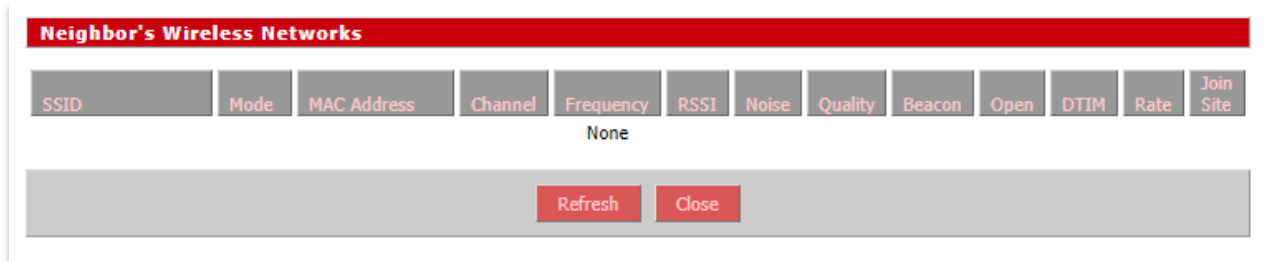 Neighbor's Wireless Networks
SSID Mode MAC Address Channel Frequency RSSI Noise Quality Beacon Open DTIM Rate Join Site
None
Refresh Close